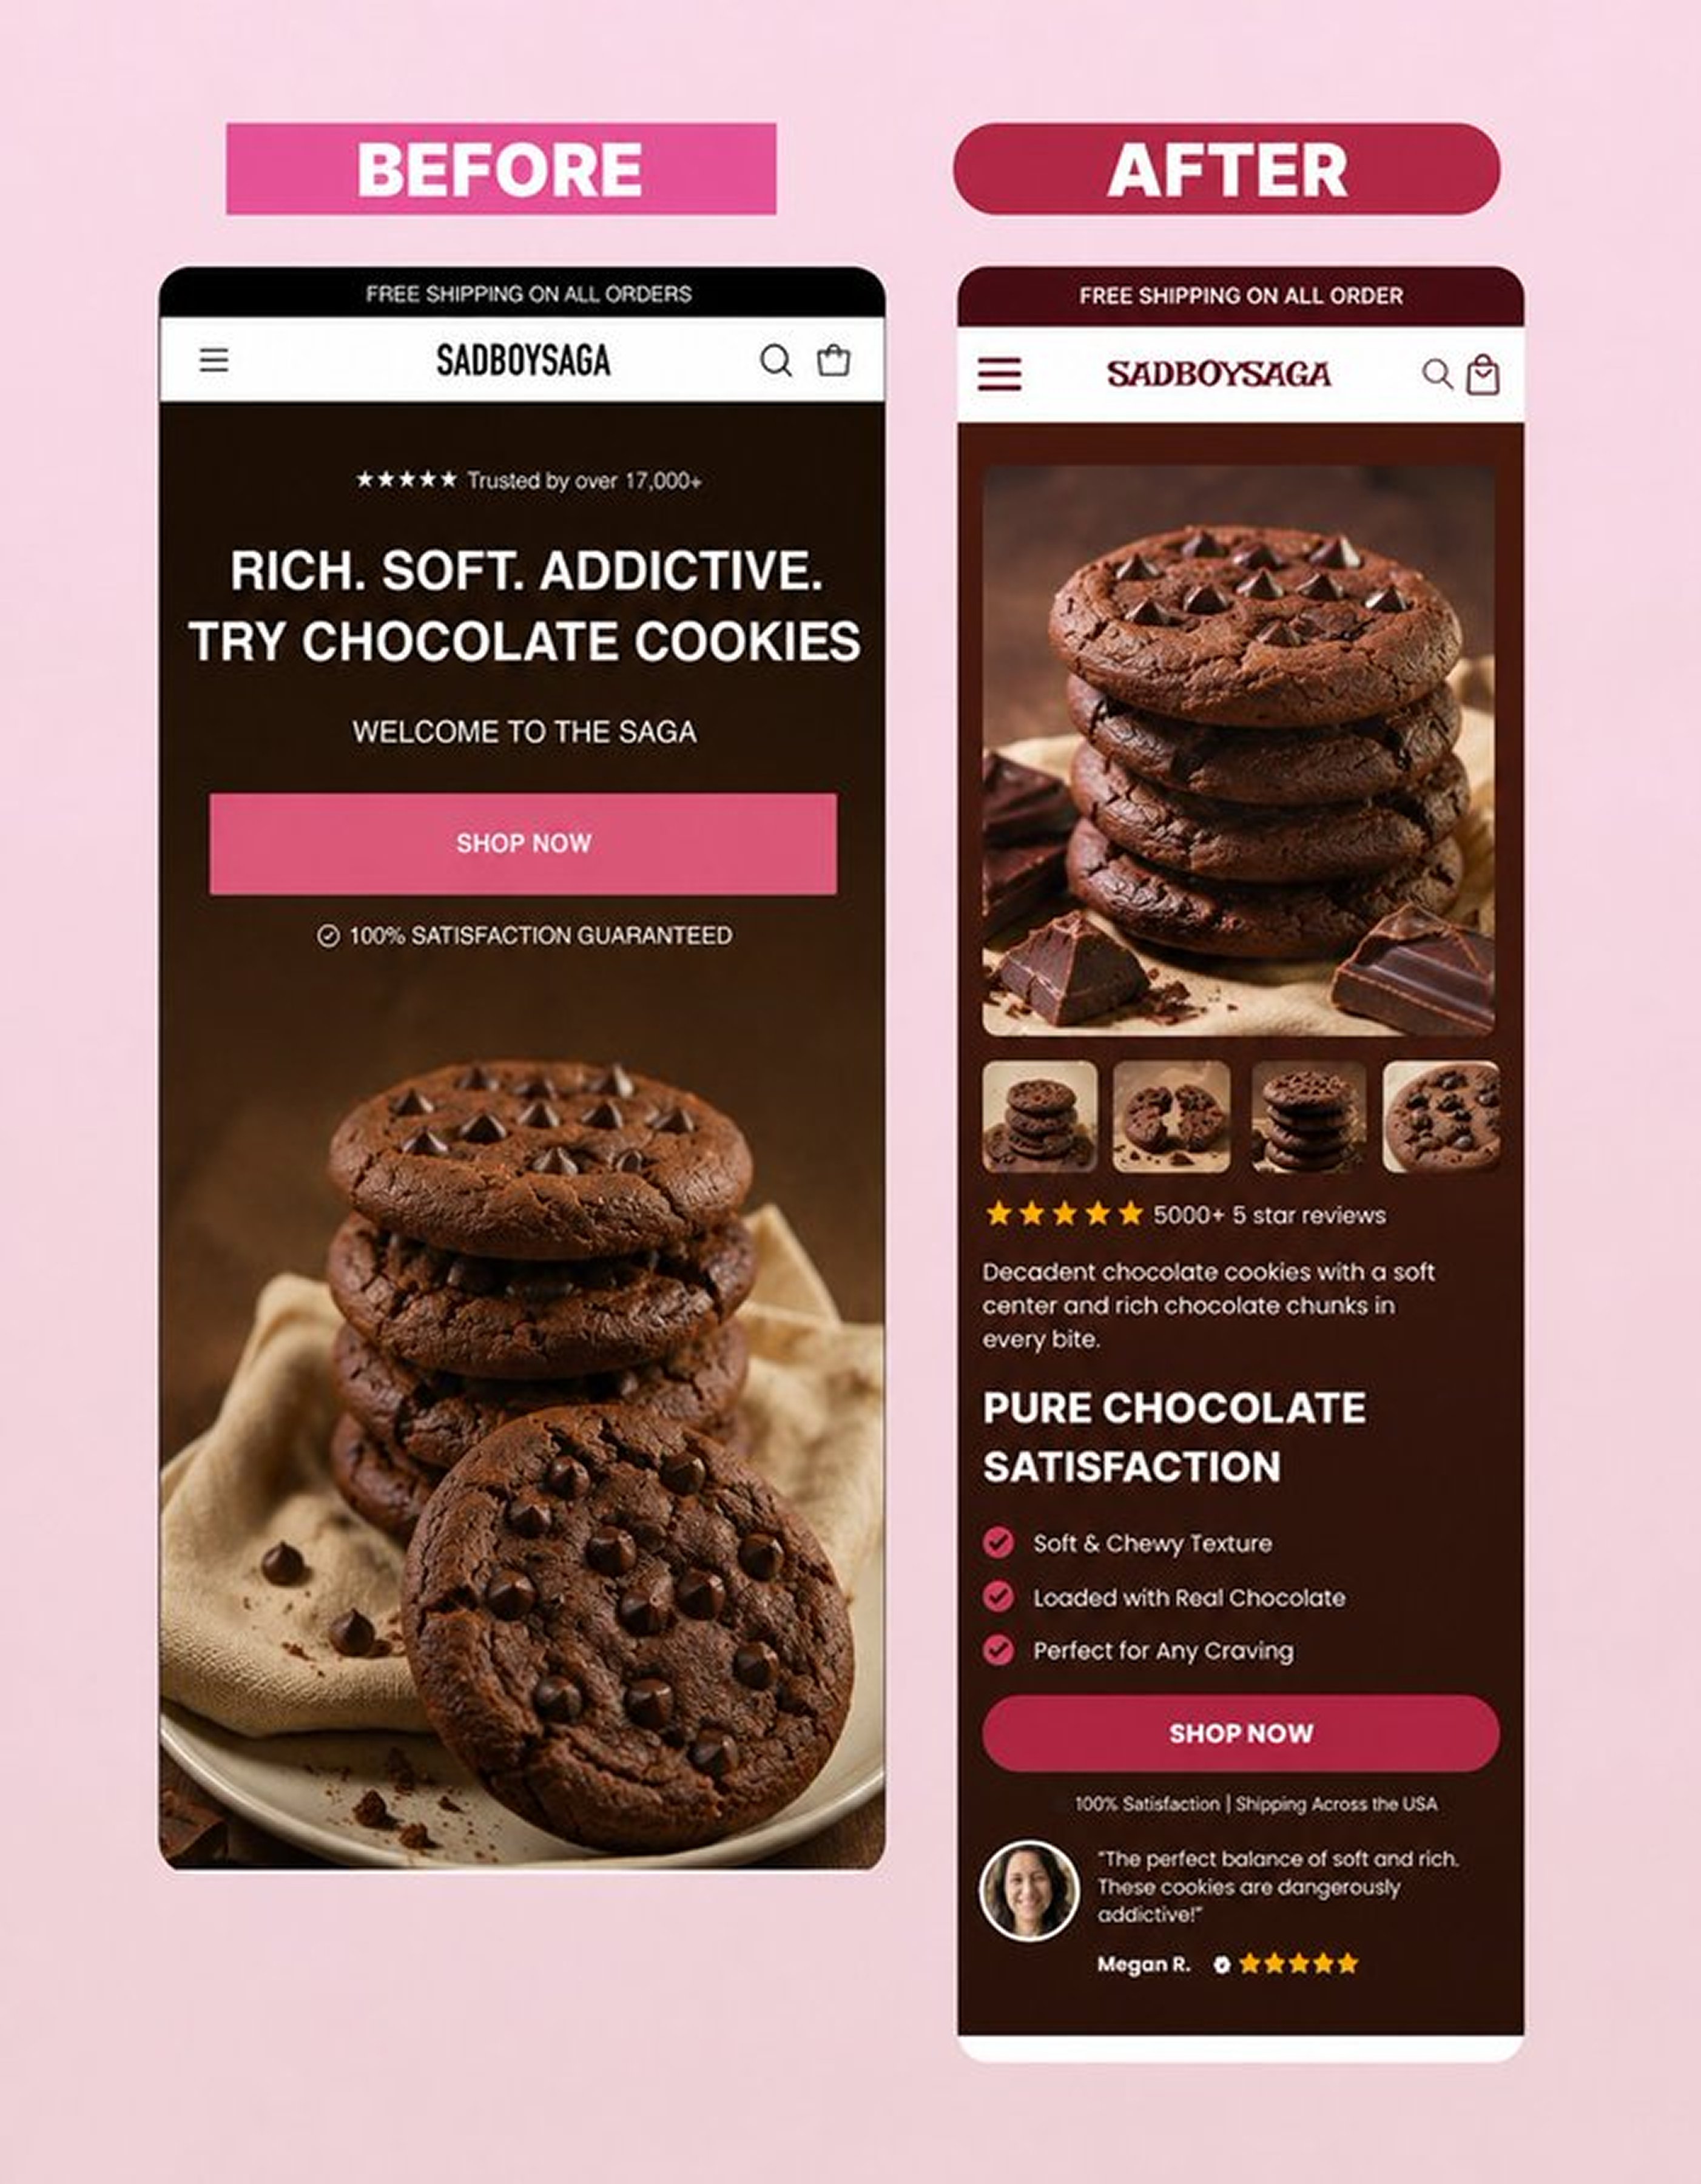 BEFORE
FREE SHIPPING ON ALL ORDERS
SADBOYSAGA
★★★★★ Trusted by over 17,000+
RICH. SOFT. ADDICTIVE.
TRY CHOCOLATE COOKIES
WELCOME TO THE SAGA
SHOP NOW
100% SATISFACTION GUARANTEED
AFTER
FREE SHIPPING ON ALL ORDER
SADBOYSAGA
★★★★★ 5000+ 5 star reviews
Decadent chocolate cookies with a soft
center and rich chocolate chunks in
every bite.
PURE CHOCOLATE
SATISFACTION
Soft & Chewy Texture
Loaded with Real Chocolate
Perfect for Any Craving
SHOP NOW
100% Satisfaction | Shipping Across the USA
"The perfect balance of soft and rich.
These cookies are dangerously
addictive!"
Megan R. ★★★★★